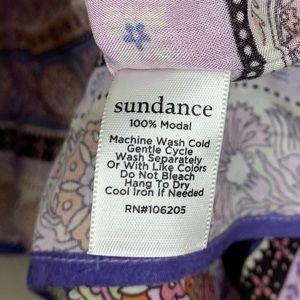 sundance
100% Modal
Machine Wash Cold
Gentle Cycle
Wash Separately
Or With Like Colors
Do Not Bleach
Hang To Dry
Cool Iron If Needed
RN#106205